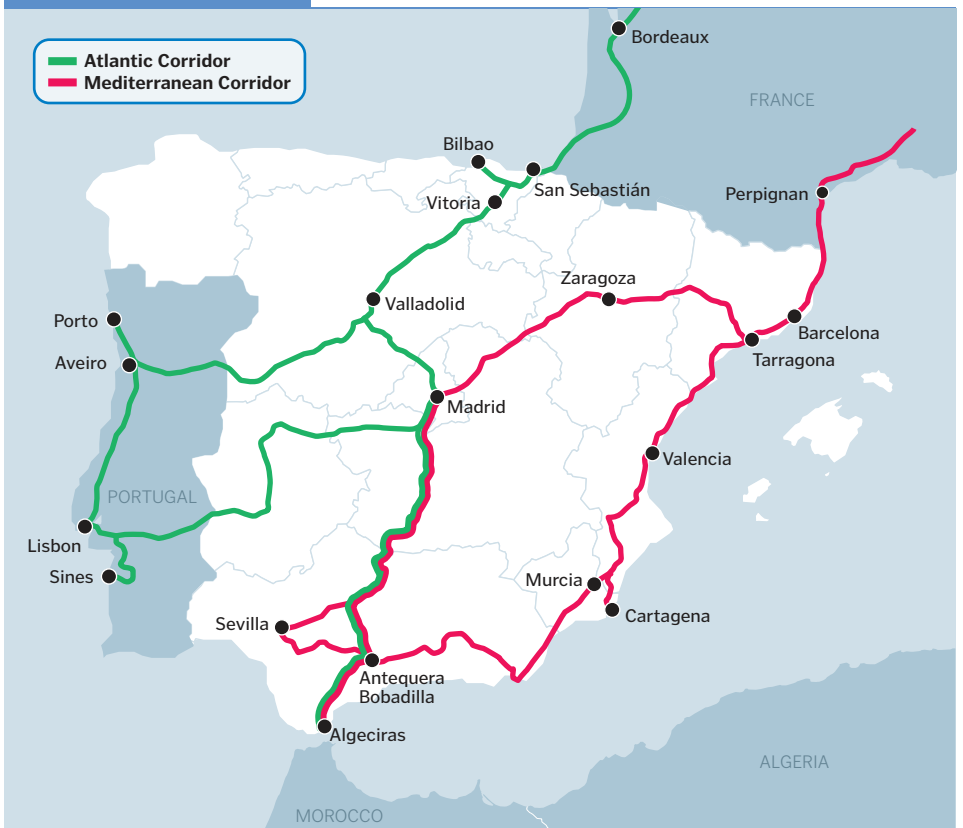 Bordeaux
Atlantic Corridor
Mediterranean Corridor
FRANCE
Bilbao
San Sebastián
Perpignan
Vitoria
Zaragoza
Valladolid
Porto
Barcelona
Aveiro
Tarragona
Madrid
Valencia
PORTUGAL
Lisbon
Sines
Murcia
Cartagena
Sevilla
Antequera
Bobadilla
Algeciras
ALGERIA
MOROCCO